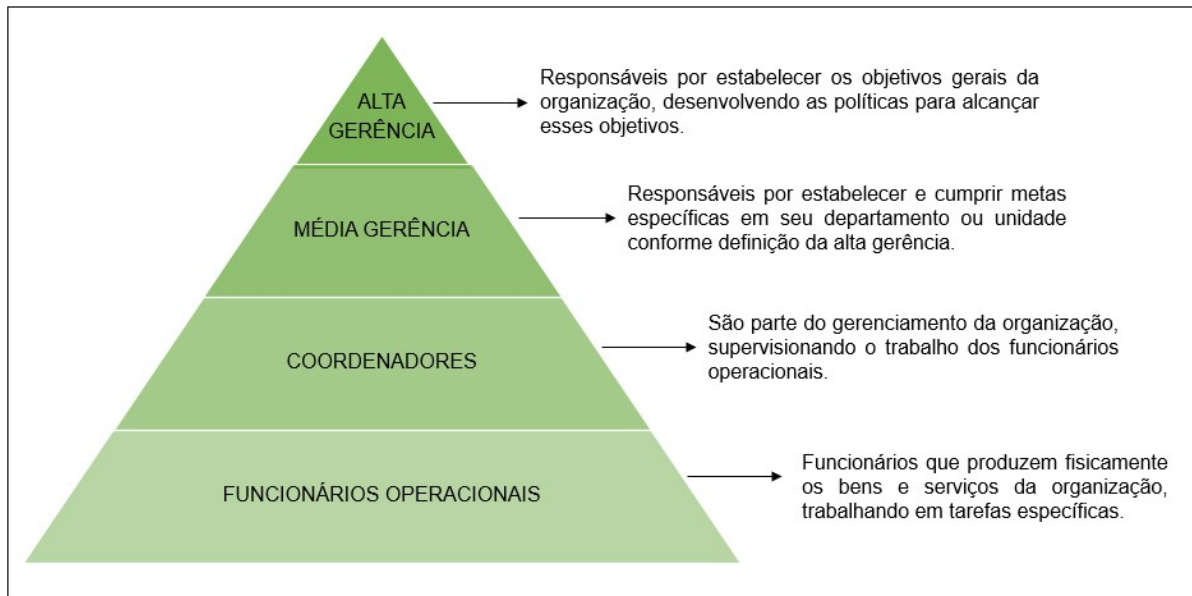 ALTA
GERÊNCIA
Responsáveis por estabelecer os objetivos gerais da
organização, desenvolvendo as políticas para alcançar
esses objetivos.
MÉDIA GERÊNCIA
Responsáveis por estabelecer e cumprir metas
específicas em seu departamento ou unidade
conforme definição da alta gerência.
COORDENADORES
São parte do gerenciamento da organização,
supervisionando o trabalho dos funcionários
operacionais.
FUNCIONÁRIOS OPERACIONAIS
Funcionários que produzem fisicamente
os bens e serviços da organização,
trabalhando em tarefas específicas.